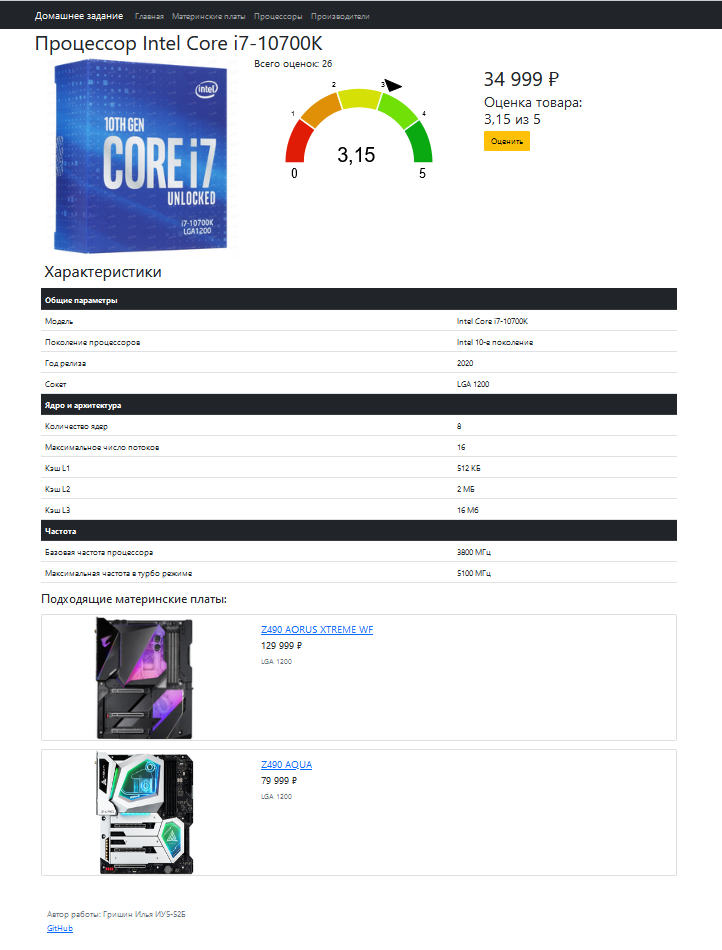 Домашнее задание Главная Материнские платы Процессоры Производители
Процессор Intel Core i7-10700K
intel
10TH GEN
CORE i7
UNLOCKED
i7-10700K
LGA1200
Всего оценок: 26
0
1
2
3
4
5
3,15
34 999 ₽
Оценка товара:
3,15 из 5
Оценить
Характеристики
Общие параметры
Модель Intel Core i7-10700K
Поколение процессоров Intel 10-е поколение
Год релиза 2020
Сокет LGA 1200
Ядро и архитектура
Количество ядер 8
Максимальное число потоков 16
Кэш L1 512 КБ
Кэш L2 2 МБ
Кэш L3 16 Мб
Частота
Базовая частота процессора 3800 МГц
Максимальная частота в турбо режиме 5100 МГц
Подходящие материнские платы:
Z490 AORUS XTREME WF
129 999 ₽
LGA 1200
Z490 AQUA
79 999 ₽
LGA 1200
Автор работы: Гришин Илья ИУ5-52Б
GitHub